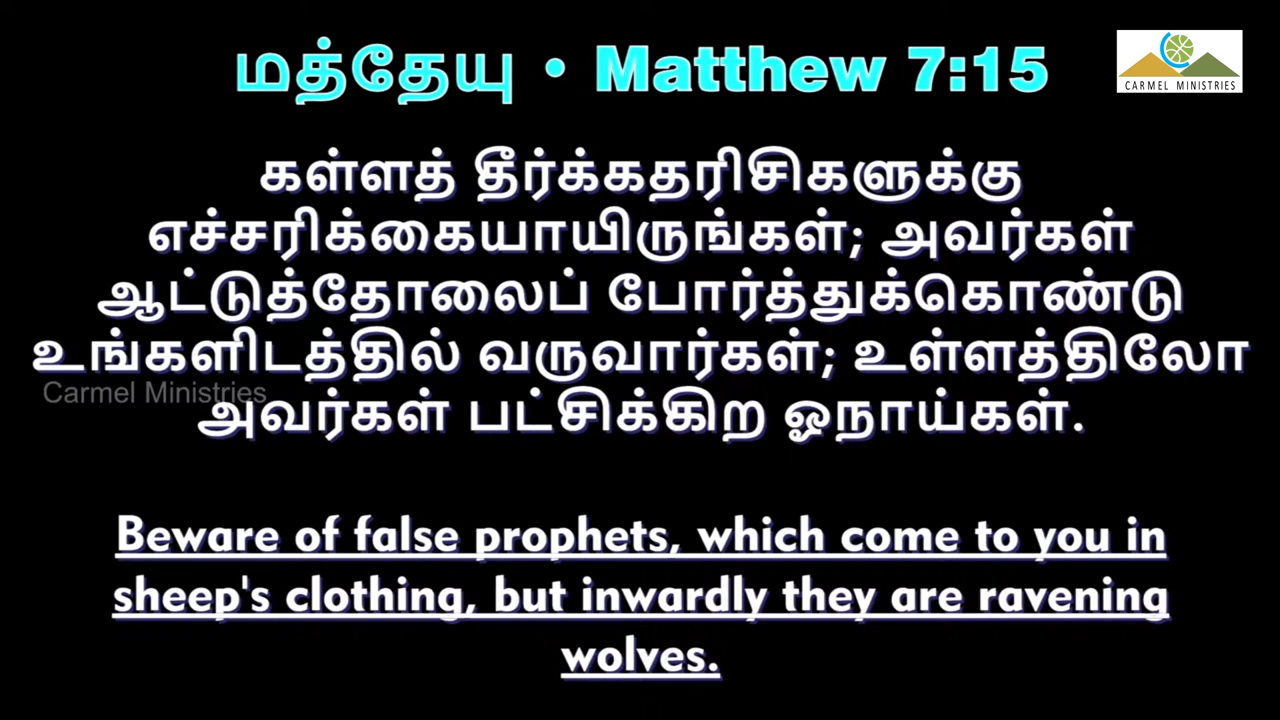 மத்தேயு • Matthew 7:15
CARMEL MINISTRIES
கள்ளத் தீர்க்கதரிசிகளுக்கு
எச்சரிக்கையாயிருங்கள்; அவர்கள்
ஆட்டுத்தோலைப் போர்த்துக்கொண்டு
உங்களிடத்தில் வருவார்கள்; உள்ளத்திலோ
Carmel Ministries
அவர்கள் பட்சிக்கிற ஓநாய்கள்.
Beware of false prophets, which come to you in
sheep's clothing, but inwardly they are ravening
wolves.